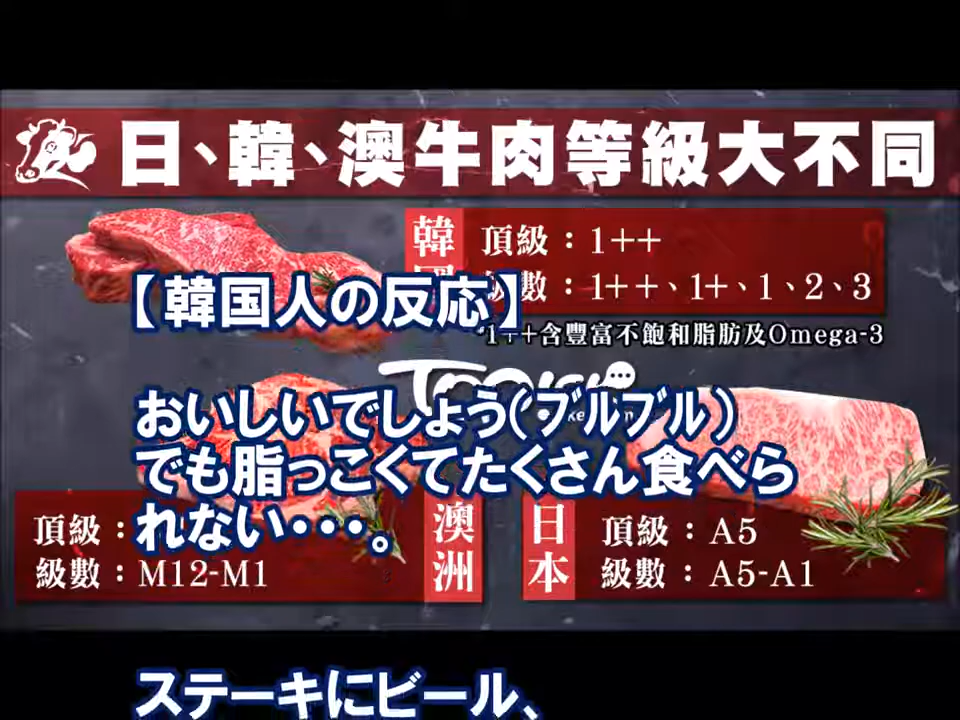 日、韓、澳牛肉等級大不同
韓
頂級：1++
數：1++、1+、1、2、3
【韓国人の反応】
1++含豐富不飽和脂肪及Omega-3
おいしいでしょう（ブルブル）
でも脂っこくてたくさん食べら
れない・・・。
頂級：
級數：M12-M1
澳洲
日本
頂級：A5
級數：A5-A1
ステーキにビール、